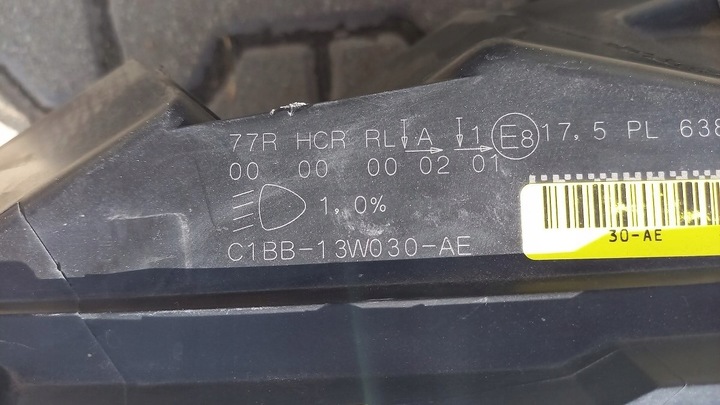 77R HCR RL A 1 E8 17,5 PL 638
00 00 00 02 01
1,0%
C1BB-13W030-AE
30-AE